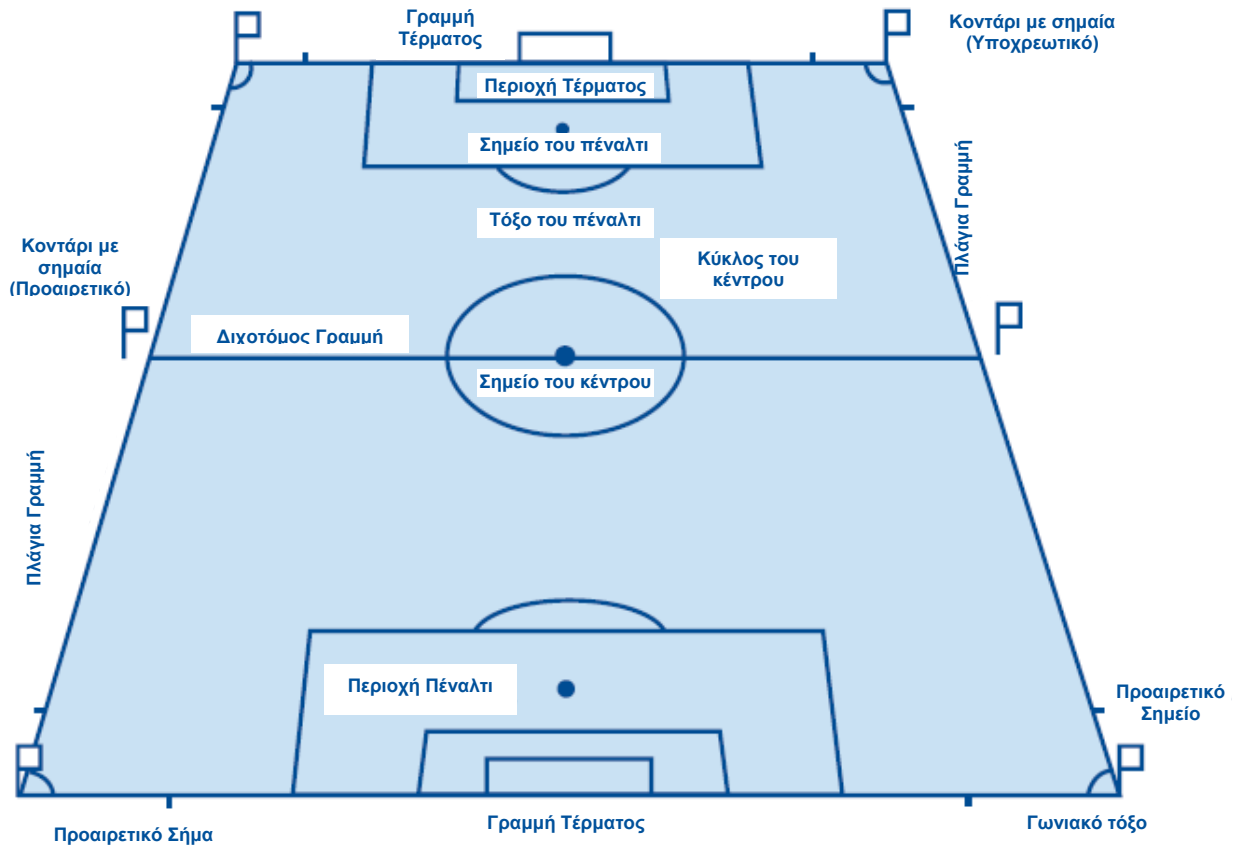 Γραμμή
Τέρματος
Κοντάρι με σημαία
(Υποχρεωτικό)
Περιοχή Τέρματος
Σημείο του πέναλτι
Πλάγια Γραμμή
Τόξο του πέναλτι
Κοντάρι με
σημαία
(Προαιρετικό)
Κύκλος του
κέντρου
Διχοτόμος Γραμμή
Σημείο του κέντρου
Πλάγια Γραμμή
Περιοχή Πέναλτι
Προαιρετικό
Σημείο
Προαιρετικό Σήμα
Γραμμή Τέρματος
Γωνιακό τόξο